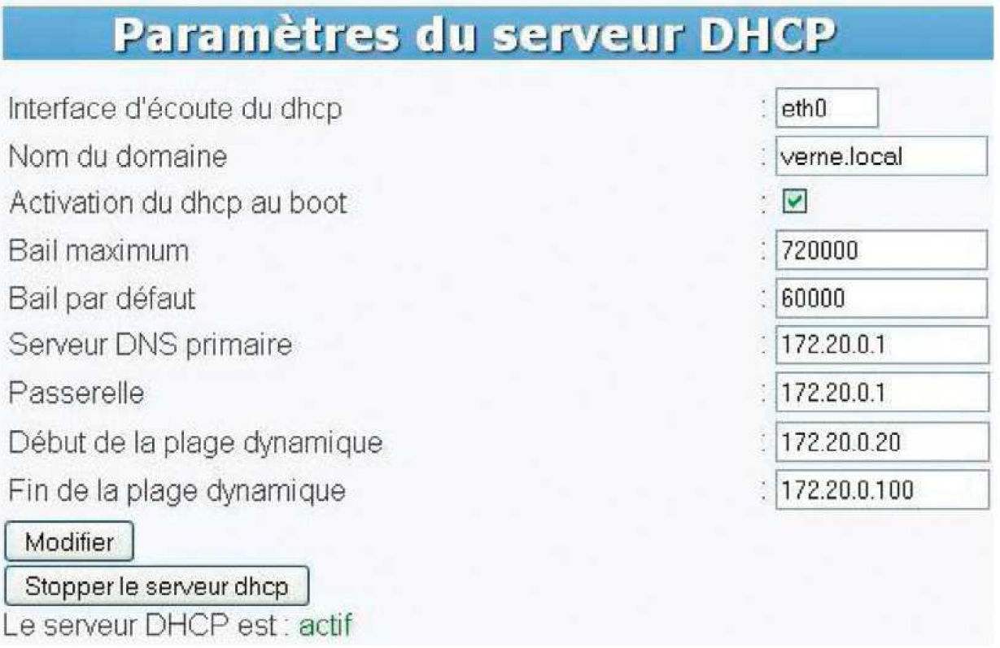 Paramètres du serveur DHCP
Interface d'écoute du dhcp : eth0
Nom du domaine : verne.local
Activation du dhcp au boot :
Bail maximum : 720000
Bail par défaut : 60000
Serveur DNS primaire : 172.20.0.1
Passerelle : 172.20.0.1
Début de la plage dynamique : 172.20.0.20
Fin de la plage dynamique : 172.20.0.100
Modifier
Stopper le serveur dhcp
Le serveur DHCP est : actif